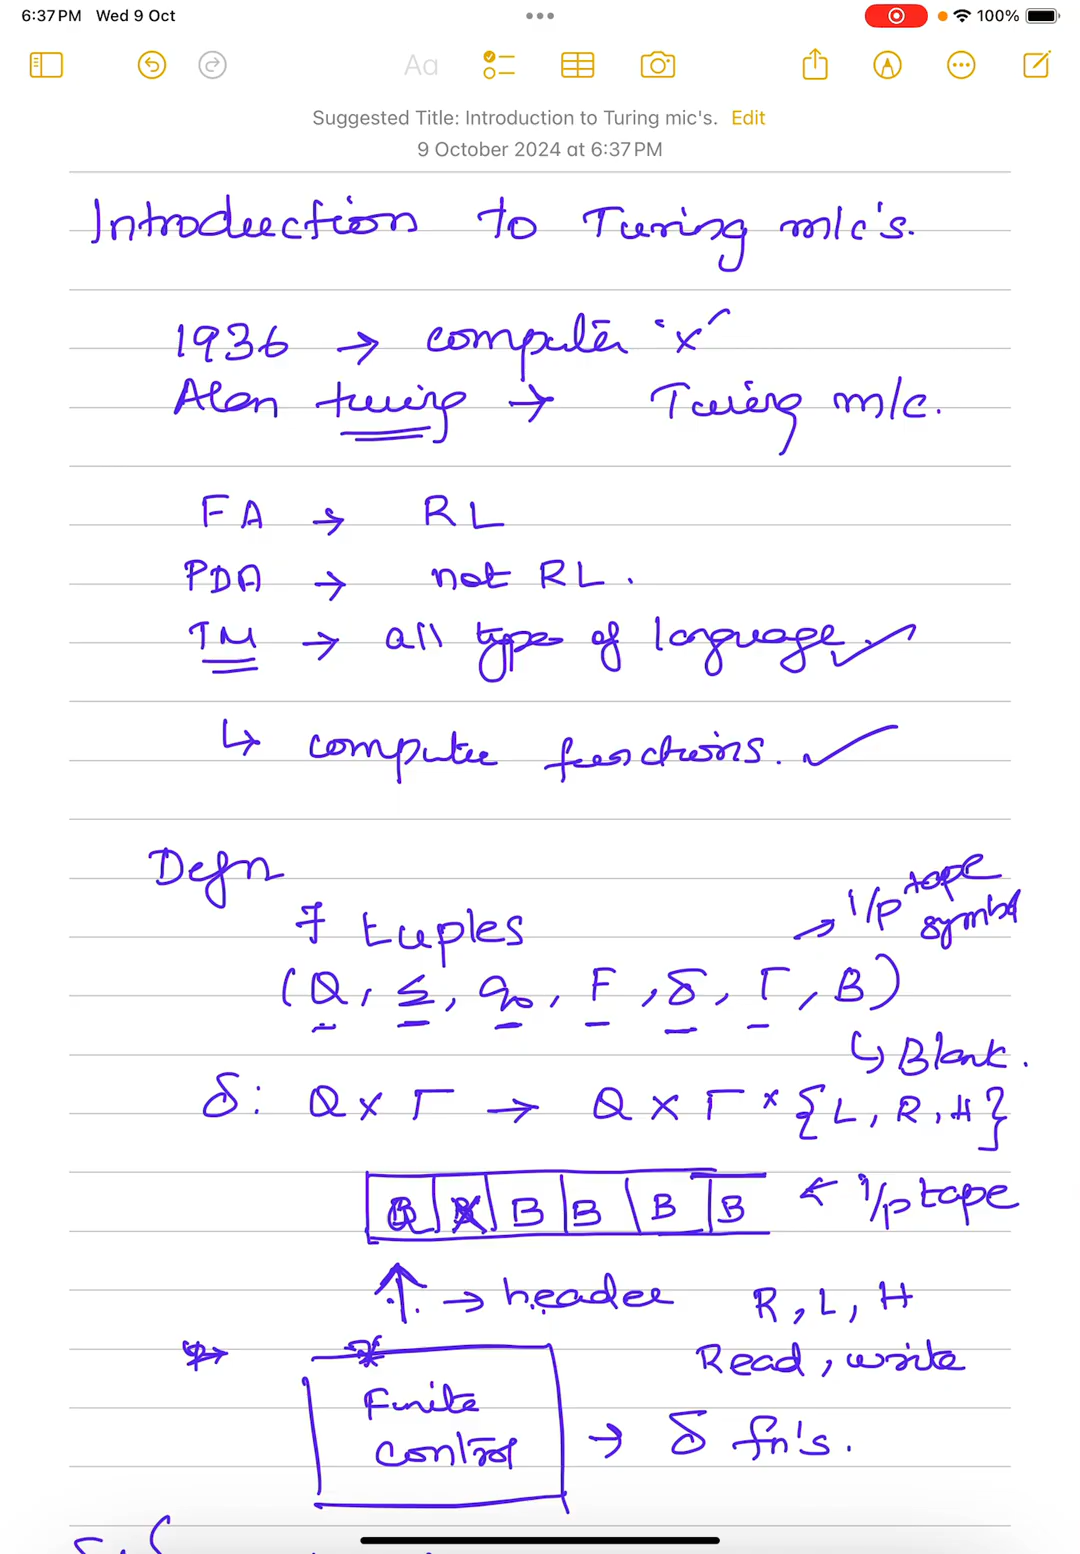 6:37 PM Wed 9 Oct
100%
Aa
Suggested Title: Introduction to Turing mic's. Edit
9 October 2024 at 6:37 PM
Introduction to Turing m/c's.
1936 → computer 'x'
Alan turing → Turing m/c.
FA → RL
PDA → not RL.
TM → all types of language ✓
↳ compute functions. ✓
Defn
7 tuples
→ i/p tape symbol
(Q, Σ, q₀, F, δ, Γ, B)
↳ Blank.
δ: Q × Γ → Q × Γ × {L, R, H}
B B B B B ← i/p tape
↑ → header R, L, H
Read, write
Finite
control → δ fn's.